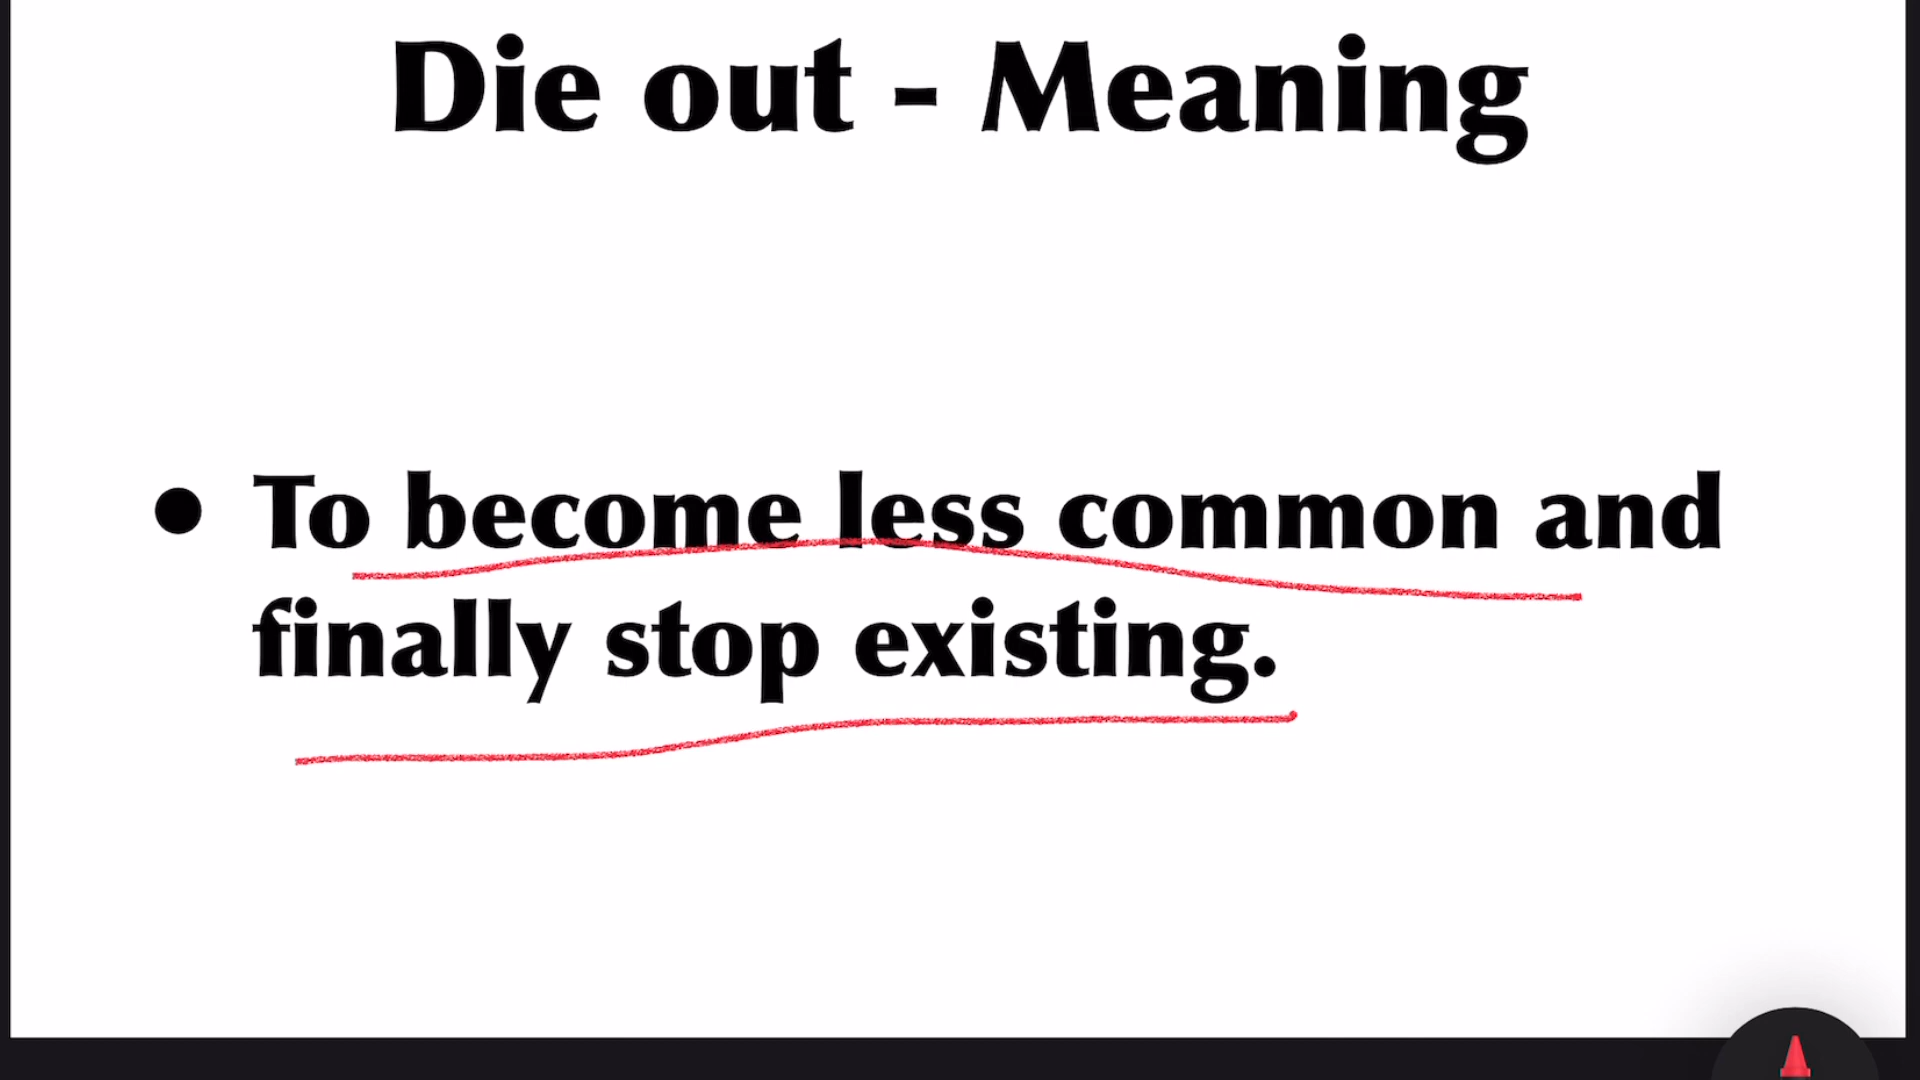 Die out - Meaning
• To become less common and
finally stop existing.